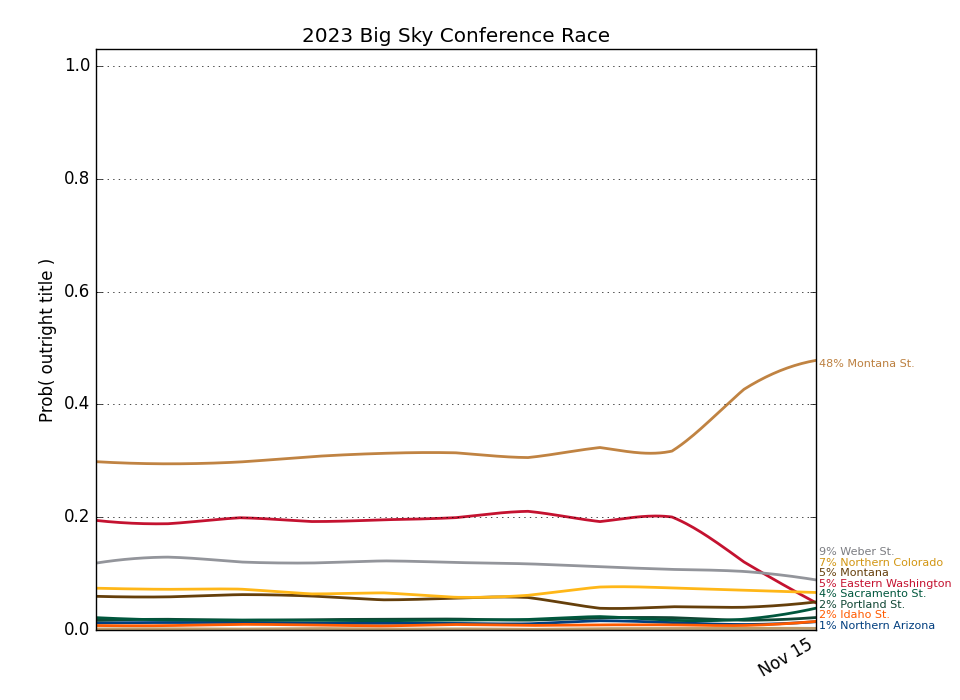 2023 Big Sky Conference Race
1.0
0.8
0.6
0.4
0.2
0.0
Prob( outright title )
48% Montana St.
9% Weber St.
7% Northern Colorado
5% Montana
5% Eastern Washington
4% Sacramento St.
2% Portland St.
2% Idaho St.
1% Northern Arizona
Nov 15